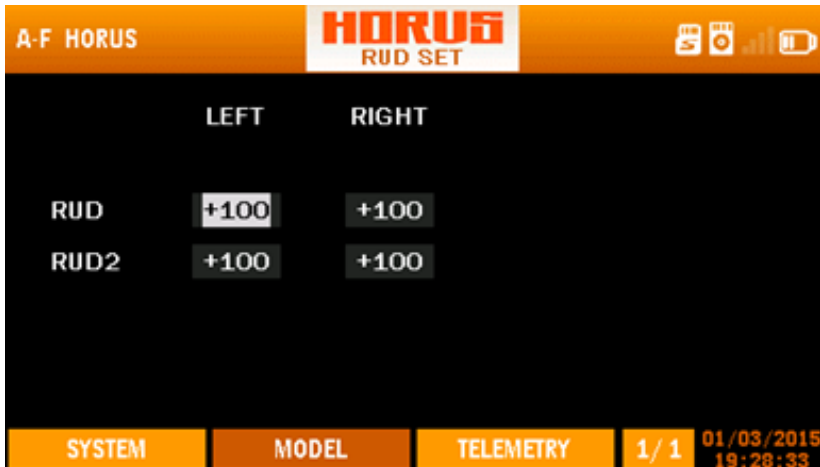 A-F HORUS
HORUS
RUD SET
LEFT RIGHT
RUD +100 +100
RUD2 +100 +100
SYSTEM MODEL TELEMETRY 1/1 01/03/2015
19:28:33